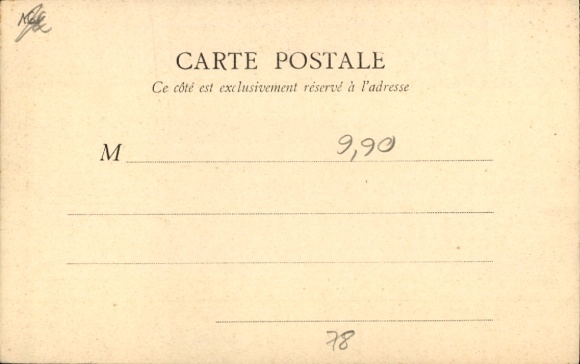 CARTE POSTALE
Ce côté est exclusivement réservé à l'adresse
M 9,90
78